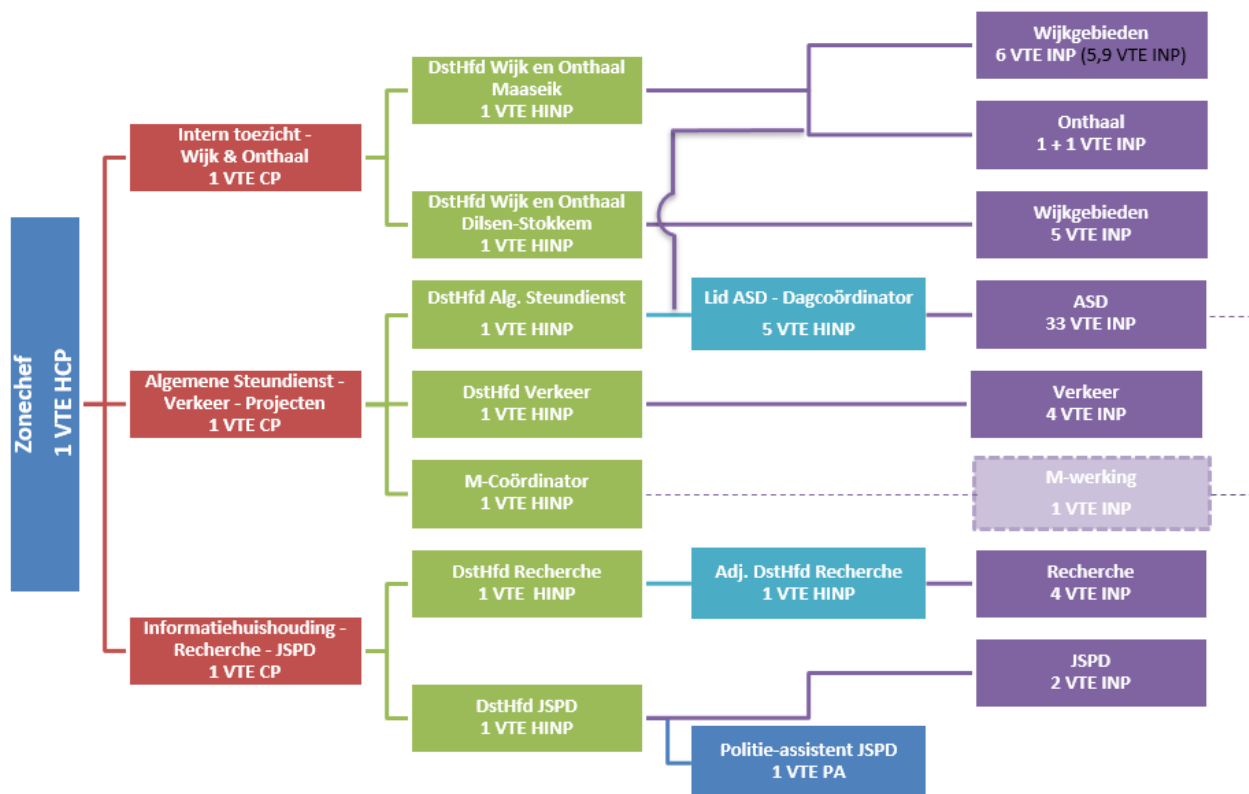 Zonechef
1 VTE HCP
Intern toezicht -
Wijk & Onthaal
1 VTE CP
Algemene Steundienst -
Verkeer - Projecten
1 VTE CP
Informatiehuishouding -
Recherche - JSPD
1 VTE CP
DstHfd Wijk en Onthaal
Maaseik
1 VTE HINP
DstHfd Wijk en Onthaal
Dilsen-Stokkem
1 VTE HINP
DstHfd Alg. Steundienst
1 VTE HINP
DstHfd Verkeer
1 VTE HINP
M-Coördinator
1 VTE HINP
DstHfd Recherche
1 VTE HINP
DstHfd JSPD
1 VTE HINP
Lid ASD - Dagcoördinator
5 VTE HINP
Adj. DstHfd Recherche
1 VTE HINP
Politie-assistent JSPD
1 VTE PA
Wijkgebieden
6 VTE INP (5,9 VTE INP)
Onthaal
1 + 1 VTE INP
Wijkgebieden
5 VTE INP
ASD
33 VTE INP
Verkeer
4 VTE INP
M-werking
1 VTE INP
Recherche
4 VTE INP
JSPD
2 VTE INP